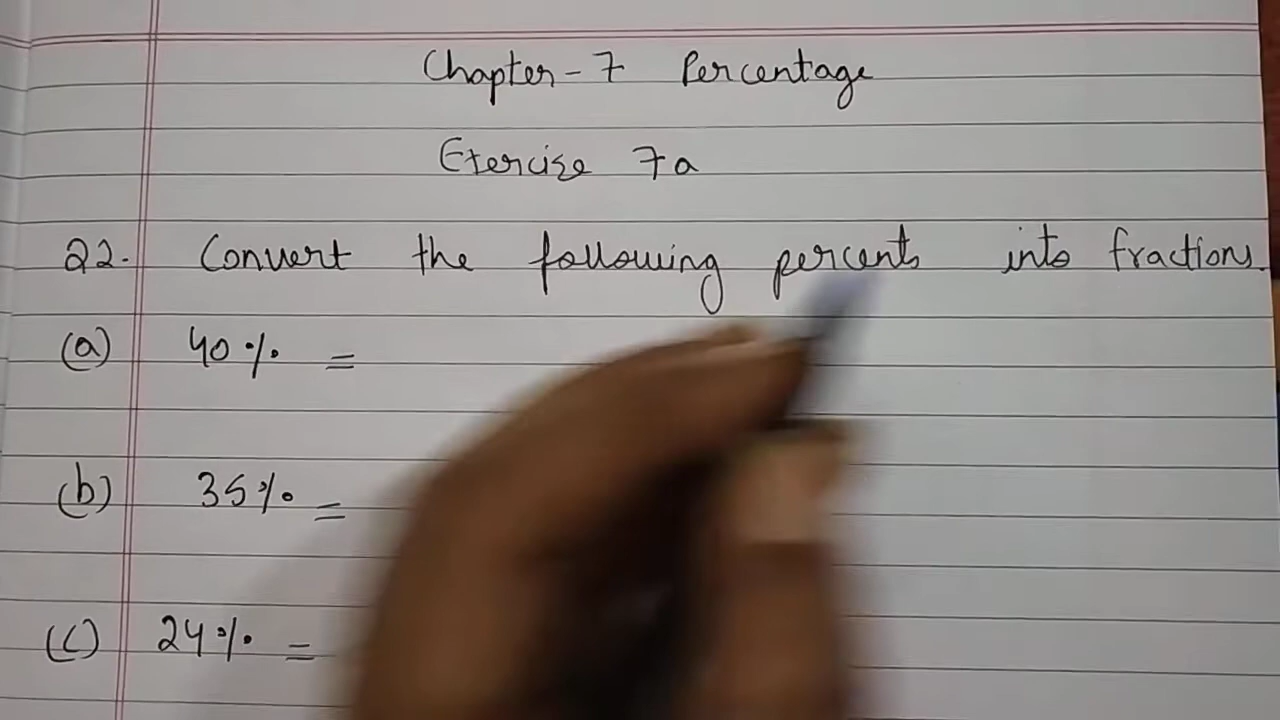 Chapter-7 Percentage
Exercise 7a
22. Convert the following percents into fractions.
(a) 40% =
(b) 35% =
(c) 24% =